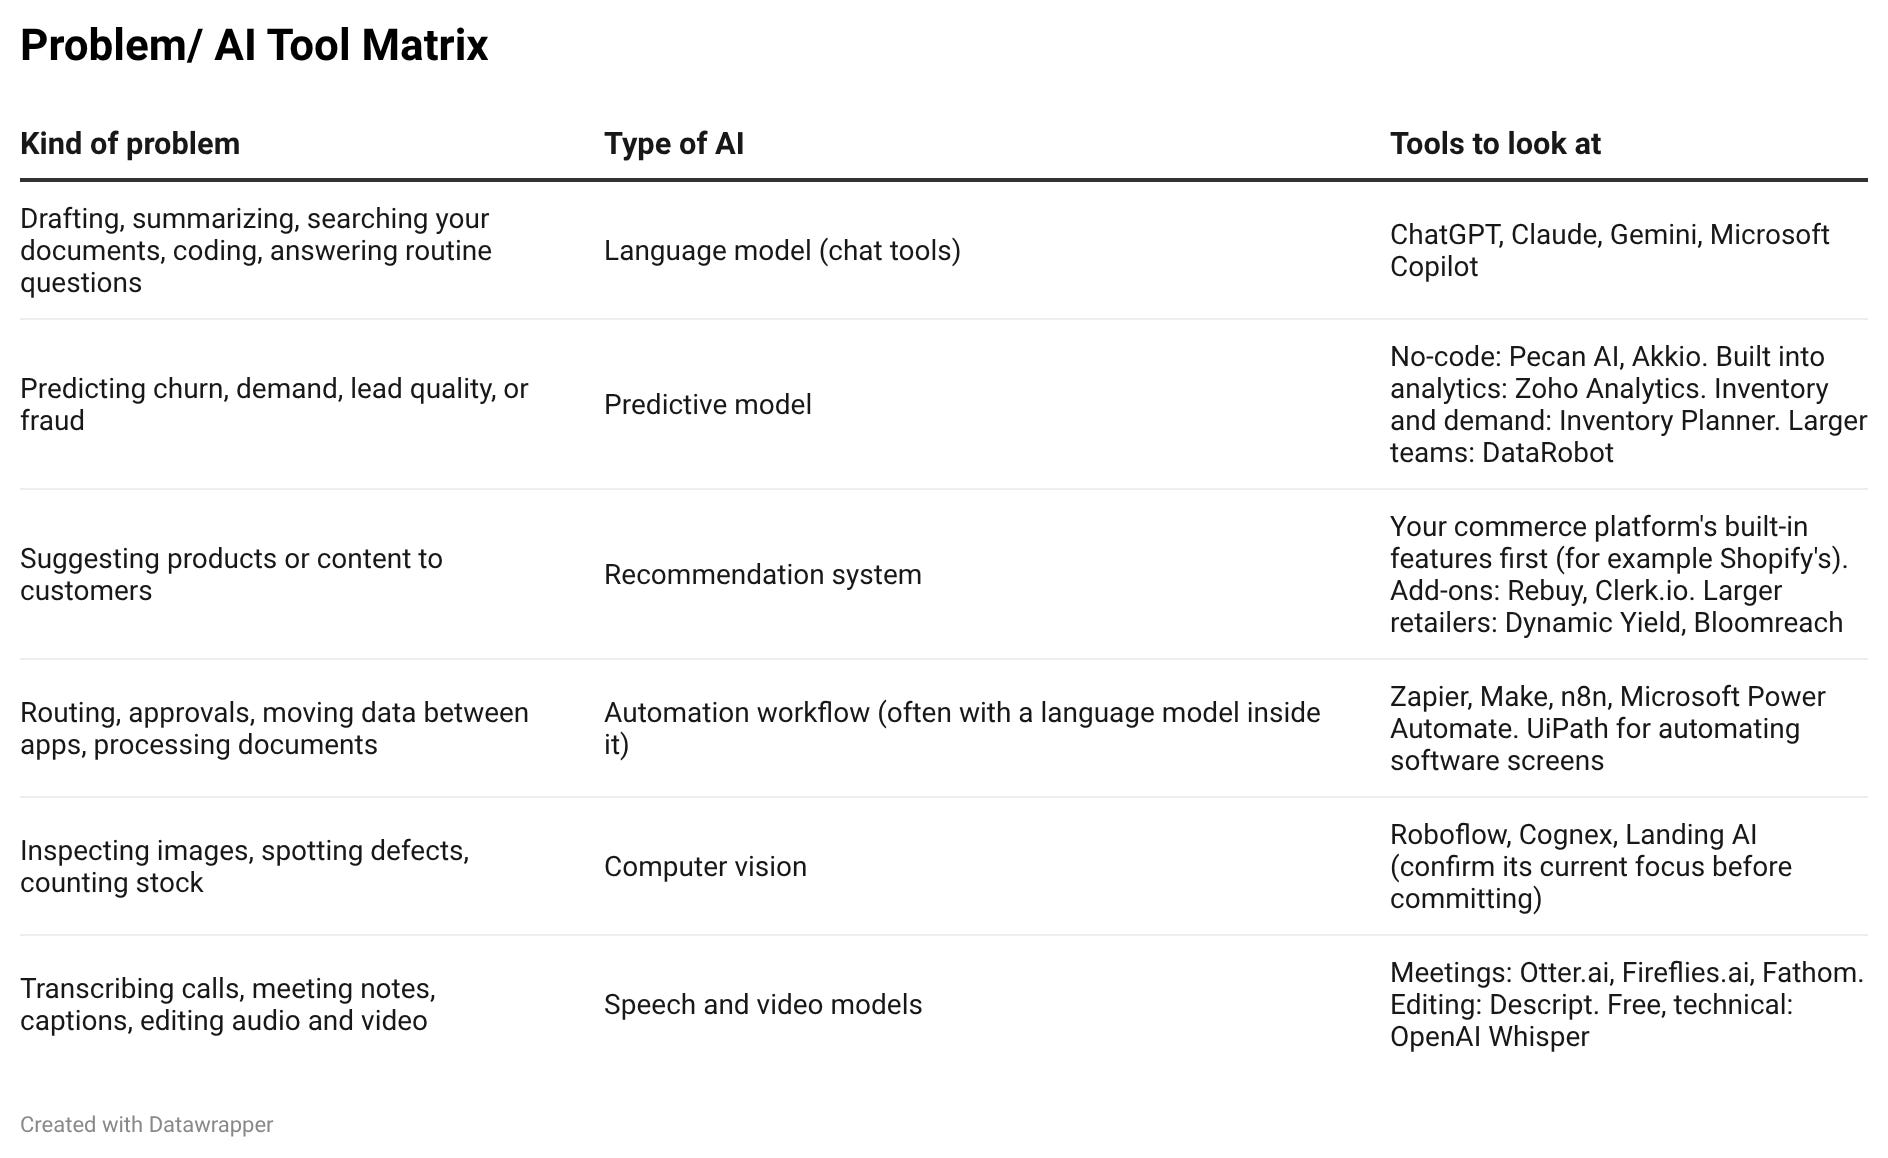 Problem/ AI Tool Matrix
Kind of problem
Type of AI
Tools to look at
Drafting, summarizing, searching your
documents, coding, answering routine
questions
Language model (chat tools)
ChatGPT, Claude, Gemini, Microsoft
Copilot
Predicting churn, demand, lead quality, or
fraud
Predictive model
No-code: Pecan AI, Akkio. Built into
analytics: Zoho Analytics. Inventory
and demand: Inventory Planner. Larger
teams: DataRobot
Suggesting products or content to
customers
Recommendation system
Your commerce platform's built-in
features first (for example Shopify's).
Add-ons: Rebuy, Clerk.io. Larger
retailers: Dynamic Yield, Bloomreach
Routing, approvals, moving data between
apps, processing documents
Automation workflow (often with a language model inside
it)
Zapier, Make, n8n, Microsoft Power
Automate. UiPath for automating
software screens
Inspecting images, spotting defects,
counting stock
Computer vision
Roboflow, Cognex, Landing AI
(confirm its current focus before
committing)
Transcribing calls, meeting notes,
captions, editing audio and video
Speech and video models
Meetings: Otter.ai, Fireflies.ai, Fathom.
Editing: Descript. Free, technical:
OpenAI Whisper
Created with Datawrapper